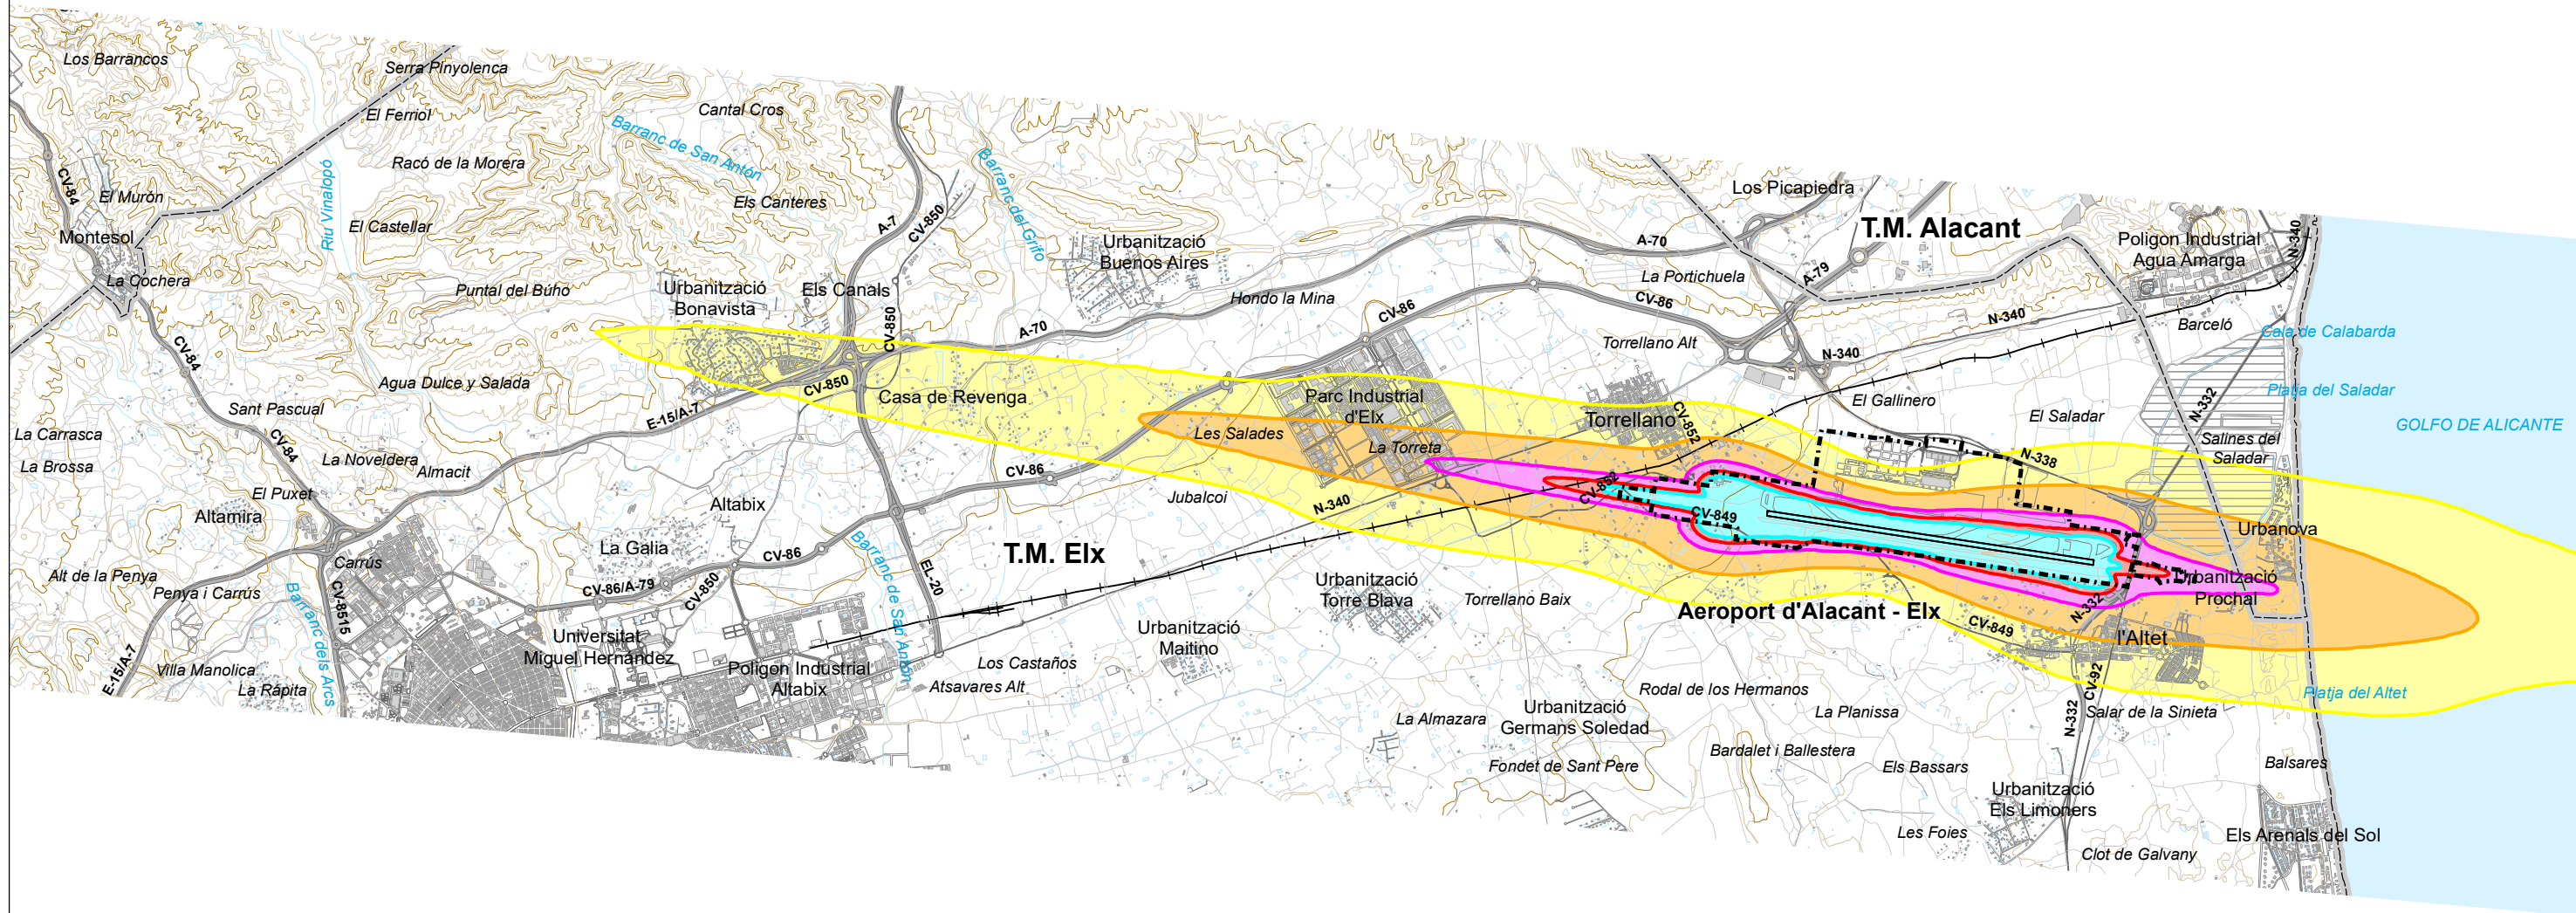 Los Barrancos
Serra Pinyolenca
El Ferriol
Cantal Cros
Barranc de San Antón
Racó de la Morera
Riu Vinalopó
CV-84
El Murón
Els Canteres
El Castellar
Montesol
La Cochera
Puntal del Búho
A-7
CV-850
Barranc del Grifo
Urbanització
Buenos Aires
Urbanització
Bonavista
Els Canals
CV-850
A-70
Hondo la Mina
CV-86
Los Picapiedra
T.M. Alacant
A-70
La Portichuela
A-79
CV-86
Poligon Industrial
Agua Amarga
N-340
N-340
Barceló
Cala de Calabarda
Torrellano Alt
N-340
CV-84
Agua Dulce y Salada
Sant Pascual
E-15/A-7
CV-850
Casa de Revenga
Parc Industrial
d'Elx
Les Salades
La Torreta
Torrellano
CV-852
El Gallinero
El Saladar
N-332
Platja del Saladar
GOLFO DE ALICANTE
Salines del
Saladar
La Carrasca
La Brossa
CV-84
La Noveldera
Almacit
El Puxet
Altamira
Altabix
CV-86
Jubalcoi
N-340
CV-852
CV-849
N-338
Urbanova
La Galia
CV-86
Carrús
Alt de la Penya
Penya i Carrús
CV-86/A-79
CV-850
Barranc de San Antón
EL-20
T.M. Elx
Urbanització
Torre Blava
Torrellano Baix
Aeroport d'Alacant - Elx
Urbanització
Prochal
N-332
CV-849
l'Altet
Barranc dels Arcs
CV-8515
E-15/A-7
Villa Manolica
La Rápita
Universitat
Miguel Hernández
Poligon Industrial
Altabix
Urbanització
Maitino
Los Castaños
Atsavares Alt
La Almazara
Urbanització
Germans Soledad
Fondet de Sant Pere
Rodal de los Hermanos
La Planissa
Bardalet i Ballestera
Els Bassars
CV-92
N-332
Salar de la Sinieta
Platja del Altet
Balsares
Urbanització
Els Limoners
Les Foies
Clot de Galvany
Els Arenals del Sol